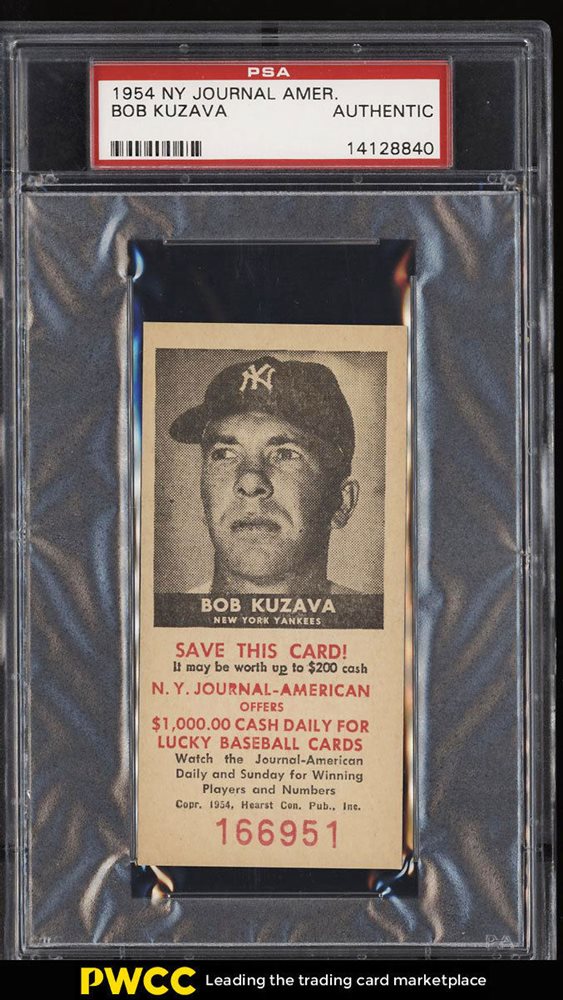 PSA
1954 NY JOURNAL AMER.
BOB KUZAVA AUTHENTIC
14128840
NY
BOB KUZAVA
NEW YORK YANKEES
SAVE THIS CARD!
It may be worth up to $200 cash
N. Y. JOURNAL-AMERICAN
OFFERS
$1,000.00 CASH DAILY FOR
LUCKY BASEBALL CARDS
Watch the Journal-American
Daily and Sunday for Winning
Players and Numbers
Copr. 1954, Hearst Con. Pub., Inc.
166951
PSA
PWCC Leading the trading card marketplace